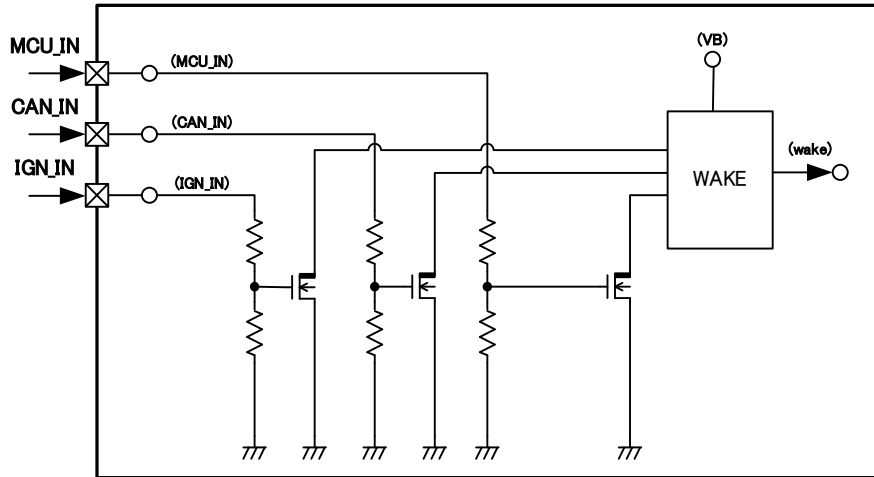 MCU_IN
(MCU_IN)
(VB)
CAN_IN
(CAN_IN)
(wake)
IGN_IN
(IGN_IN)
WAKE